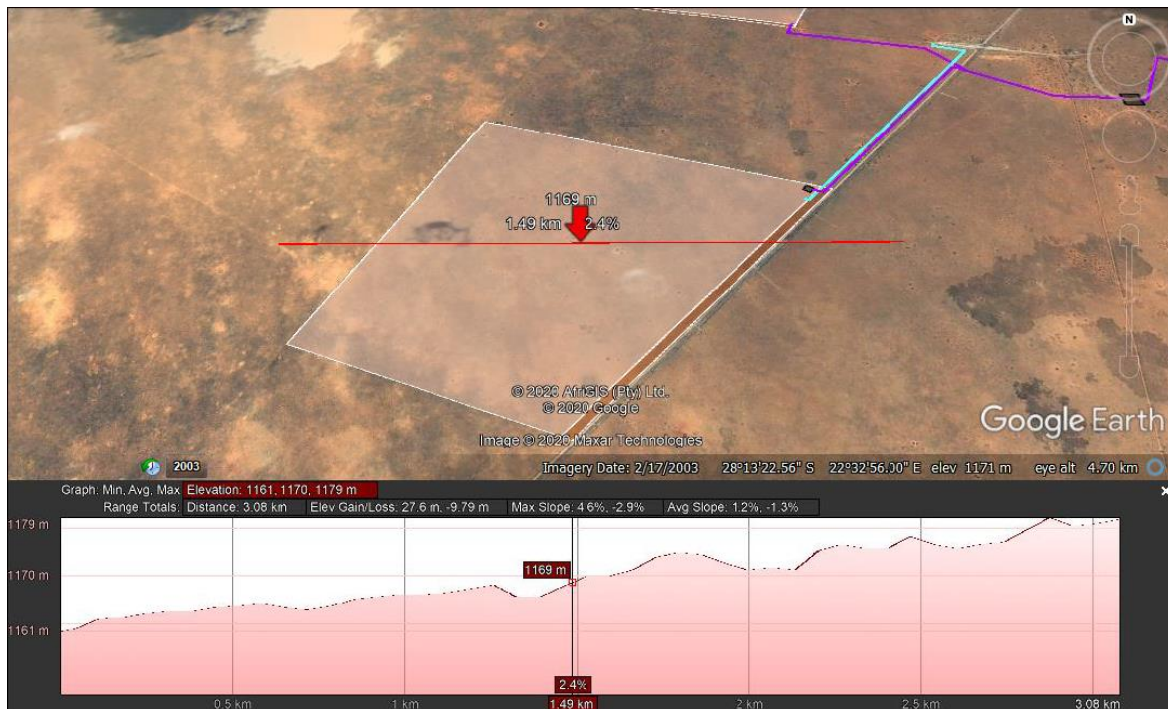 N
1169 m
1.49 km 2.4%
© 2020 AfriGIS (Pty) Ltd.
© 2020 Google
Image © 2020 Maxar Technologies
Google Earth
2003
Imagery Date: 2/17/2003 28°13'22.56" S 22°32'56.00" E elev 1171 m eye alt 4.70 km
Graph: Min, Avg, Max Elevation: 1161, 1170, 1179 m
Range Totals: Distance: 3.08 km Elev Gain/Loss: 27.6 m, -9.79 m Max Slope: 4.6%, -2.9% Avg Slope: 1.2%, -1.3%
1179 m
1169 m
1170 m
1161 m
2.4%
0.5 km 1 km 1.49 km 2 km 2.5 km 3.08 km